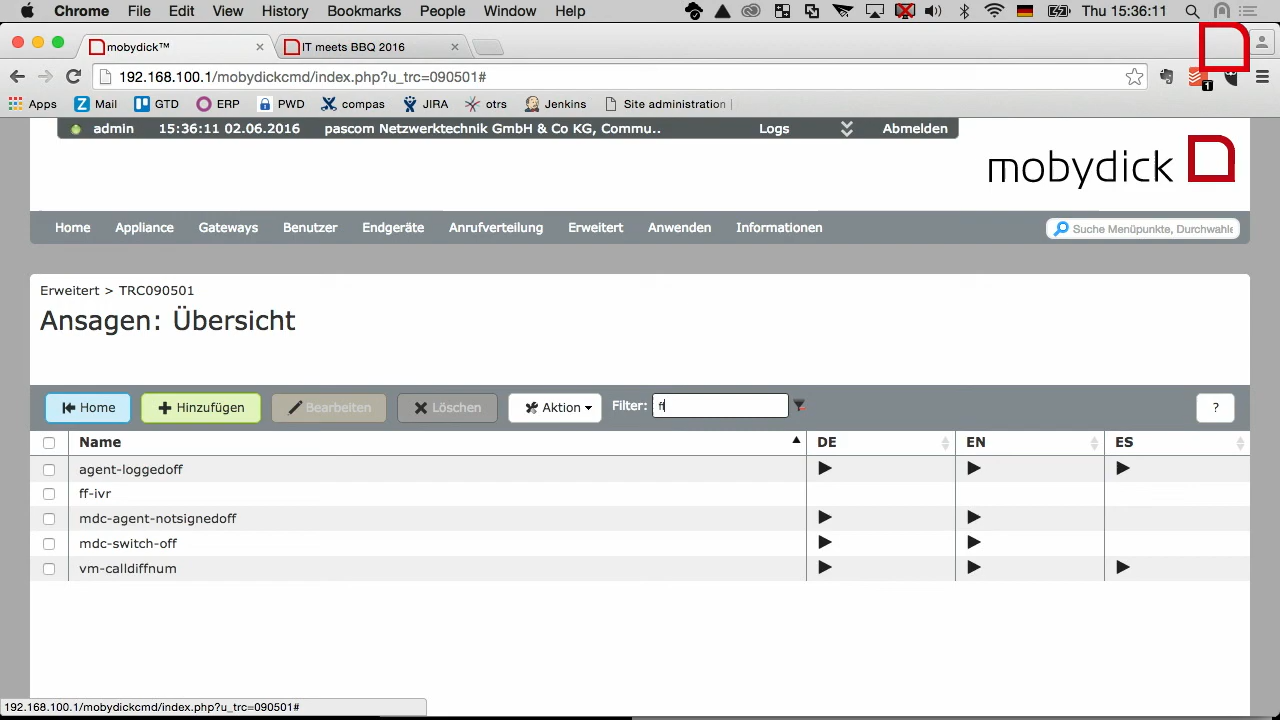 Chrome File Edit View History Bookmarks People Window Help Thu 15:36:11
mobydick™ × IT meets BBQ 2016 ×
192.168.100.1/mobydickcmd/index.php?u_trc=090501# 1
Apps Mail GTD ERP PWD compas JIRA otrs Jenkins Site administration
admin 15:36:11 02.06.2016 pascom Netzwerktechnik GmbH & Co KG, Commu.. Logs Abmelden
mobydick
Home Appliance Gateways Benutzer Endgeräte Anrufverteilung Erweitert Anwenden Informationen Suche Menüpunkte, Durchwahle
Erweitert > TRC090501
Ansagen: Übersicht
Home Hinzufügen Bearbeiten Löschen Aktion Filter: ff ?
Name DE EN ES
agent-loggedoff
ff-ivr
mdc-agent-notsignedoff
mdc-switch-off
vm-calldiffnum
192.168.100.1/mobydickcmd/index.php?u_trc=090501#